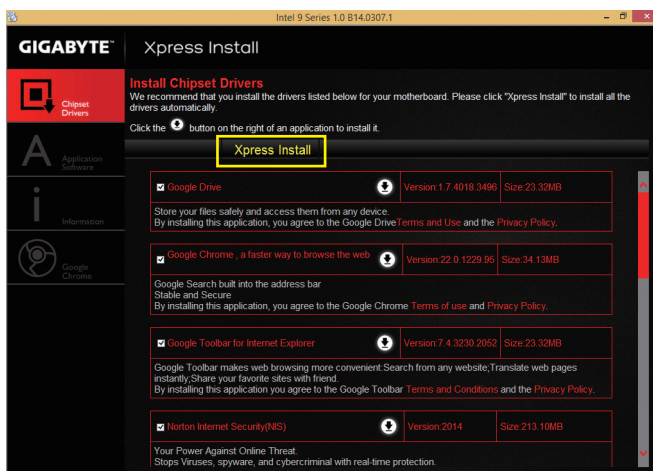 Intel 9 Series 1.0 B14.0307.1
GIGABYTE™
Xpress Install
Chipset
Drivers
Application
Software
Information
Google
Chrome
Install Chipset Drivers
We recommend that you install the drivers listed below for your motherboard. Please click "Xpress Install" to install all the
drivers automatically.
Click the button on the right of an application to install it.
Xpress Install
Google Drive Version:1.7.4018.3496 Size:23.32MB
Store your files safely and access them from any device.
By installing this application, you agree to the Google DriveTerms and Use and the Privacy Policy.
Google Chrome , a faster way to browse the web Version:22.0.1229.95 Size:34.13MB
Google Search built into the address bar
Stable and Secure
By installing this application, you agree to the Google Chrome Terms of use and Privacy Policy.
Google Toolbar for Internet Explorer Version:7.4.3230.2052 Size:23.32MB
Google Toolbar makes web browsing more convenient:Search from any website;Translate web pages
instantly;Share your favorite sites with friend.
By installing this application, you agree to the Google Toolbar Terms and Conditions and the Privacy Policy.
Norton Internet Security(NIS) Version:2014 Size:213.10MB
Your Power Against Online Threat.
Stops Viruses, spyware, and cybercriminal with real-time protection.